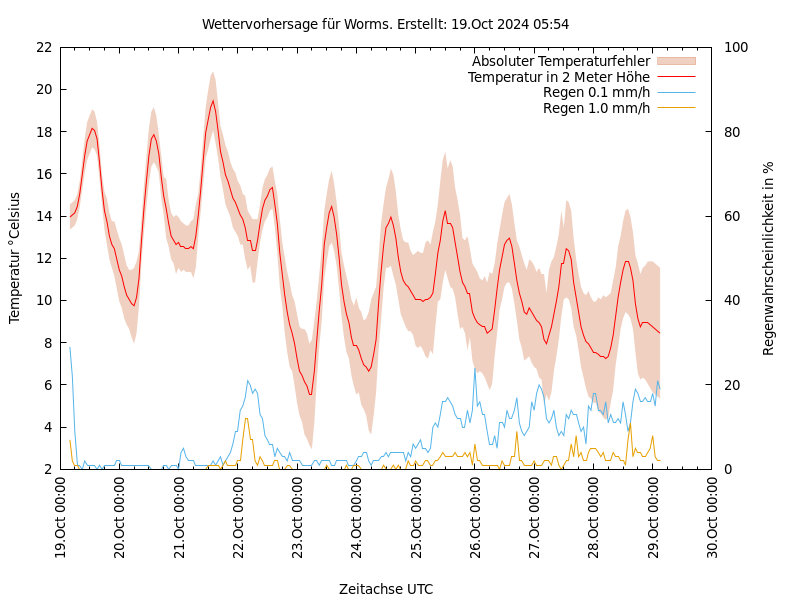 Wettervorhersage für Worms. Erstellt: 19.Oct 2024 05:54
Absoluter Temperaturfehler
Temperatur in 2 Meter Höhe
Regen 0.1 mm/h
Regen 1.0 mm/h
Temperatur °Celsius
22
20
18
16
14
12
10
8
6
4
2
100
80
60
40
20
0
Regenwahrscheinlichkeit in %
19.Oct 00:00
20.Oct 00:00
21.Oct 00:00
22.Oct 00:00
23.Oct 00:00
24.Oct 00:00
25.Oct 00:00
26.Oct 00:00
27.Oct 00:00
28.Oct 00:00
29.Oct 00:00
30.Oct 00:00
Zeitachse UTC